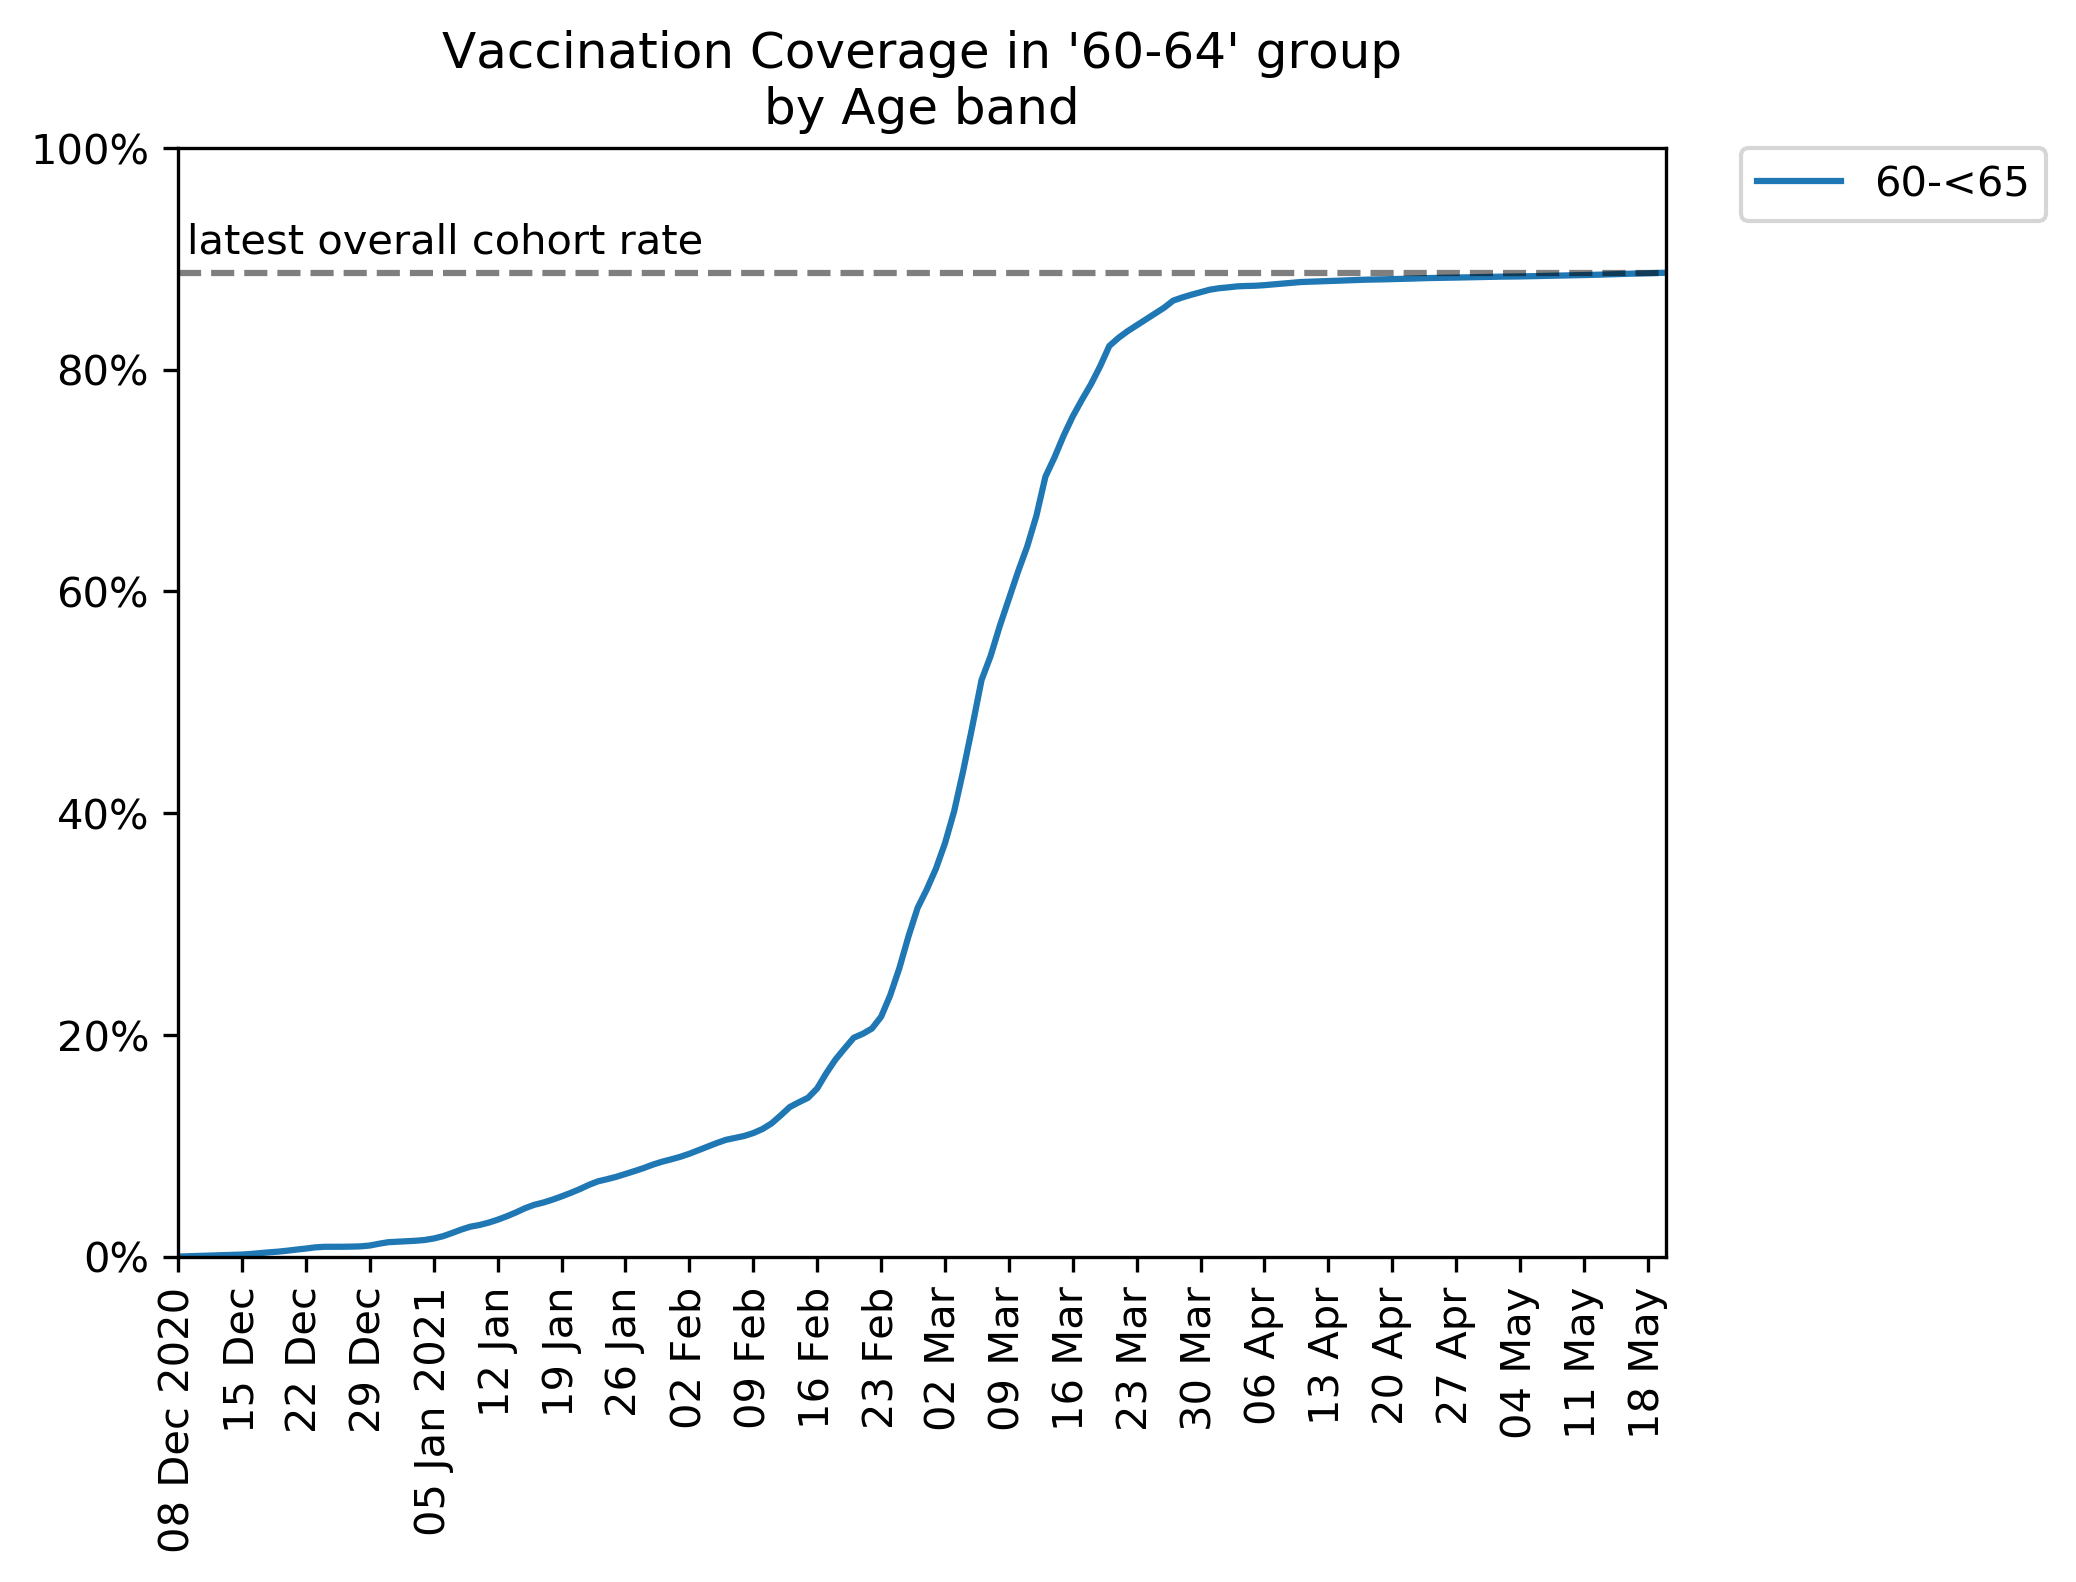 Vaccination Coverage in '60-64' group
by Age band
100%
80%
60%
40%
20%
0%
latest overall cohort rate
60-<65
08 Dec 2020
15 Dec
22 Dec
29 Dec
05 Jan 2021
12 Jan
19 Jan
26 Jan
02 Feb
09 Feb
16 Feb
23 Feb
02 Mar
09 Mar
16 Mar
23 Mar
30 Mar
06 Apr
13 Apr
20 Apr
27 Apr
04 May
11 May
18 May